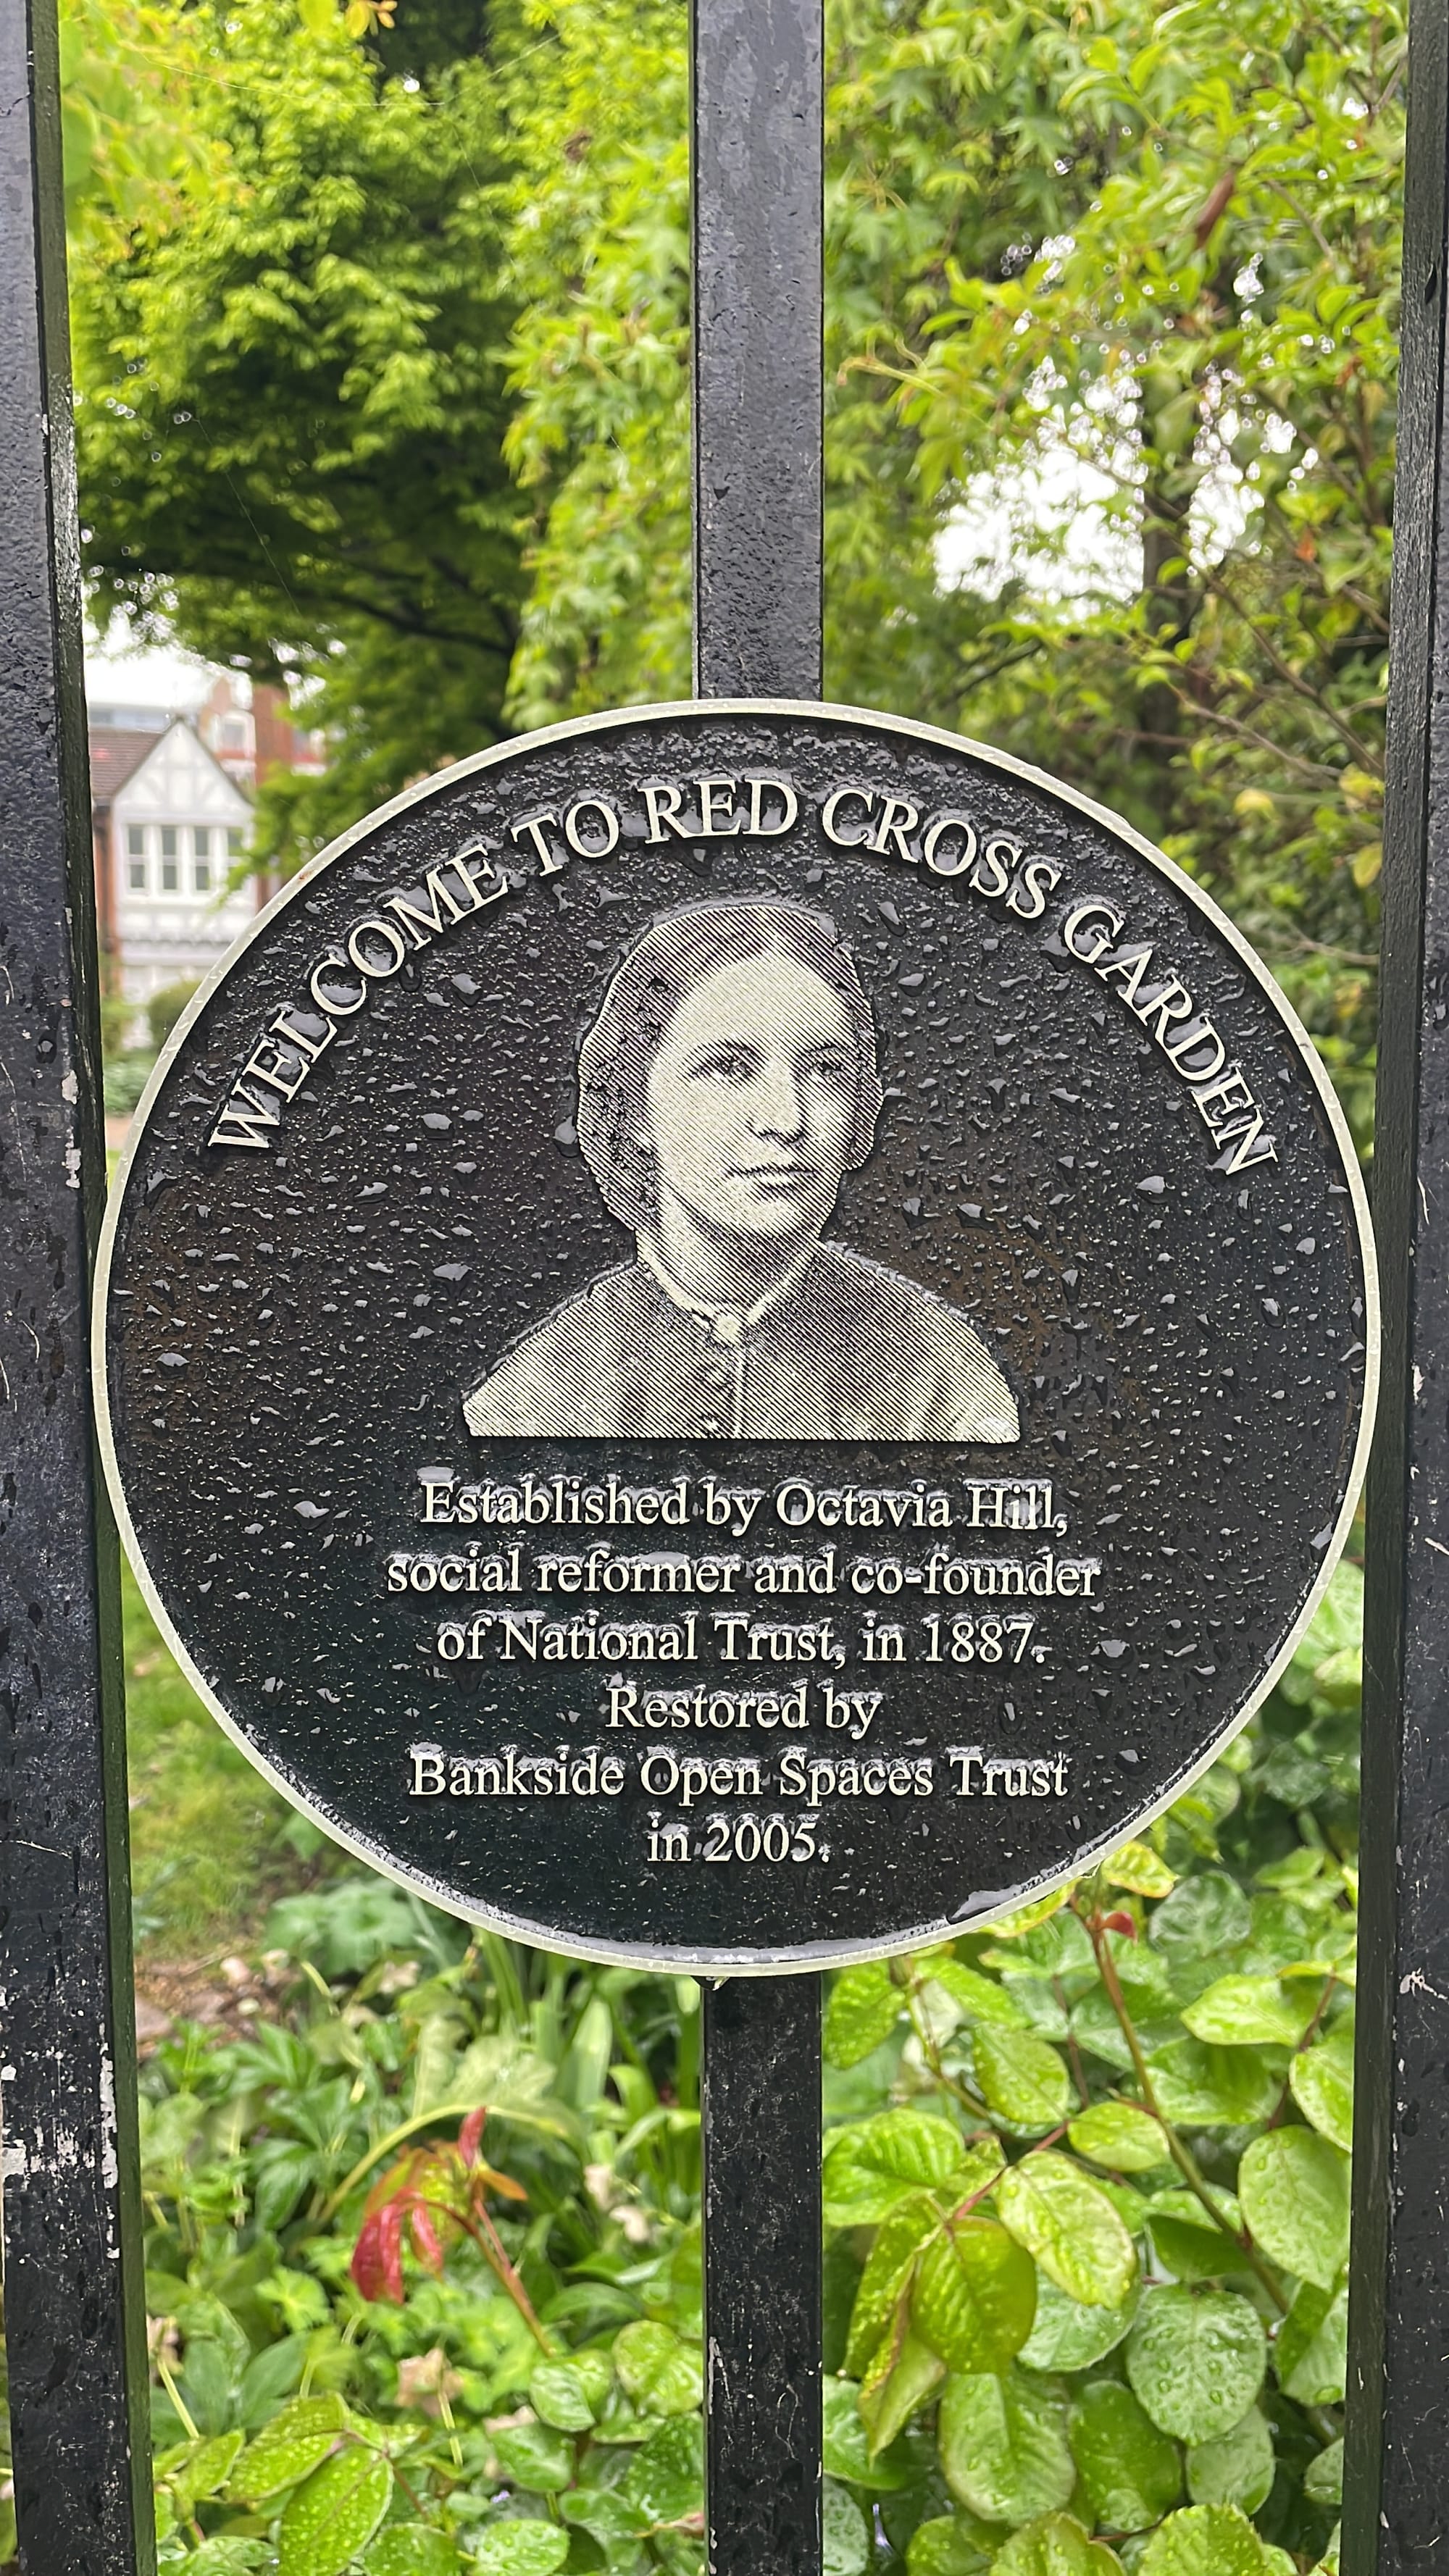 WELCOME TO RED CROSS GARDEN
Established by Octavia Hill,
social reformer and co-founder
of National Trust, in 1887.
Restored by
Bankside Open Spaces Trust
in 2005.